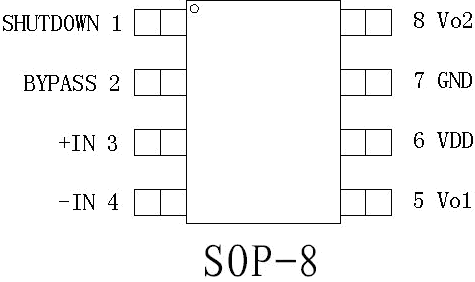 SHUTDOWN 1
8 Vo2
BYPASS 2
7 GND
+IN 3
6 VDD
-IN 4
5 Vo1
SOP-8